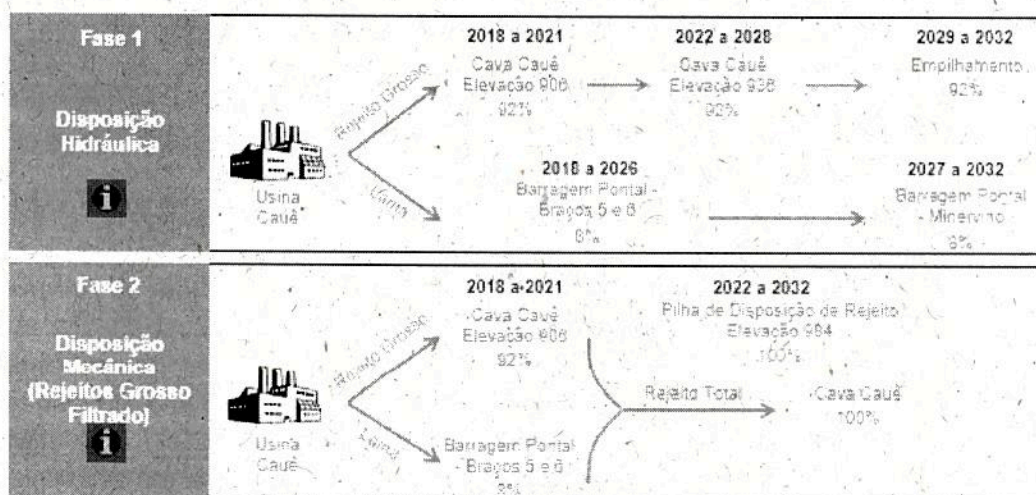 Fase 1
Disposição
Hidráulica
i
Usina
Cauê
Rejeito Grosso
Lama
2018 a 2021
Cava Cauê
Elevação 906
92%
2022 a 2028
Cava Cauê
Elevação 936
92%
2029 a 2032
Empilhamento
92%
2018 a 2026
Barragem Pontal -
Braços 5 e 6
8%
2027 a 2032
Barragem Pontal
- Minervino
8%
Fase 2
Disposição
Mecânica
(Rejeitos Grosso
Filtrado)
i
Usina
Cauê
Rejeito Grosso
Lama
2018 a 2021
Cava Cauê
Elevação 906
92%
Barragem Pontal
- Braços 5 e 6
8%
2022 a 2032
Pilha de Disposição de Rejeito
Elevação 984
100%
Rejeito Total
Cava Cauê
100%